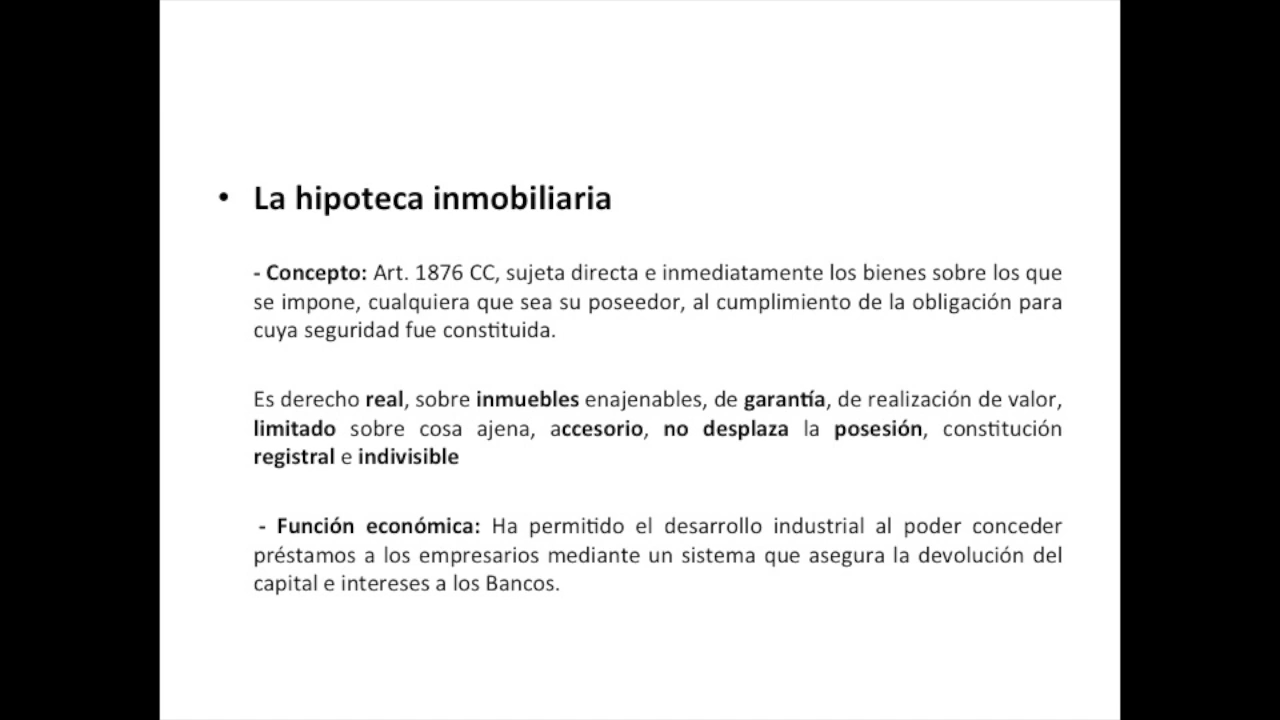 • La hipoteca inmobiliaria
- Concepto: Art. 1876 CC, sujeta directa e inmediatamente los bienes sobre los que
se impone, cualquiera que sea su poseedor, al cumplimiento de la obligación para
cuya seguridad fue constituida.
Es derecho real, sobre inmuebles enajenables, de garantía, de realización de valor,
limitado sobre cosa ajena, accesorio, no desplaza la posesión, constitución
registral e indivisible
- Función económica: Ha permitido el desarrollo industrial al poder conceder
préstamos a los empresarios mediante un sistema que asegura la devolución del
capital e intereses a los Bancos.